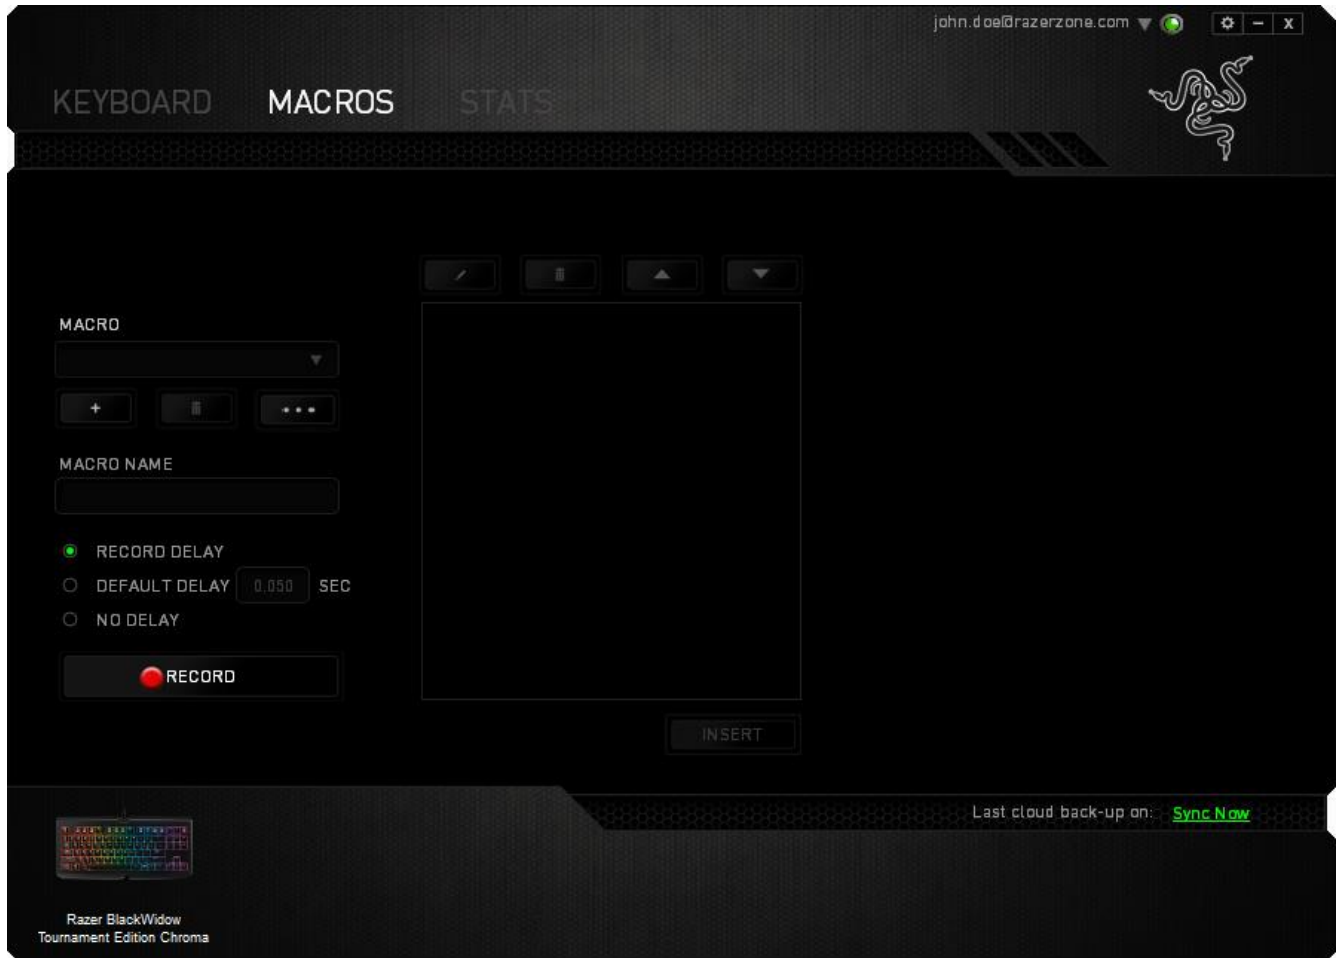 john.doe@razerzone.com
KEYBOARD MACROS STATS
MACRO
MACRO NAME
RECORD DELAY
DEFAULT DELAY 0.050 SEC
NO DELAY
RECORD
INSERT
Last cloud back-up on: Sync Now
Razer BlackWidow
Tournament Edition Chroma